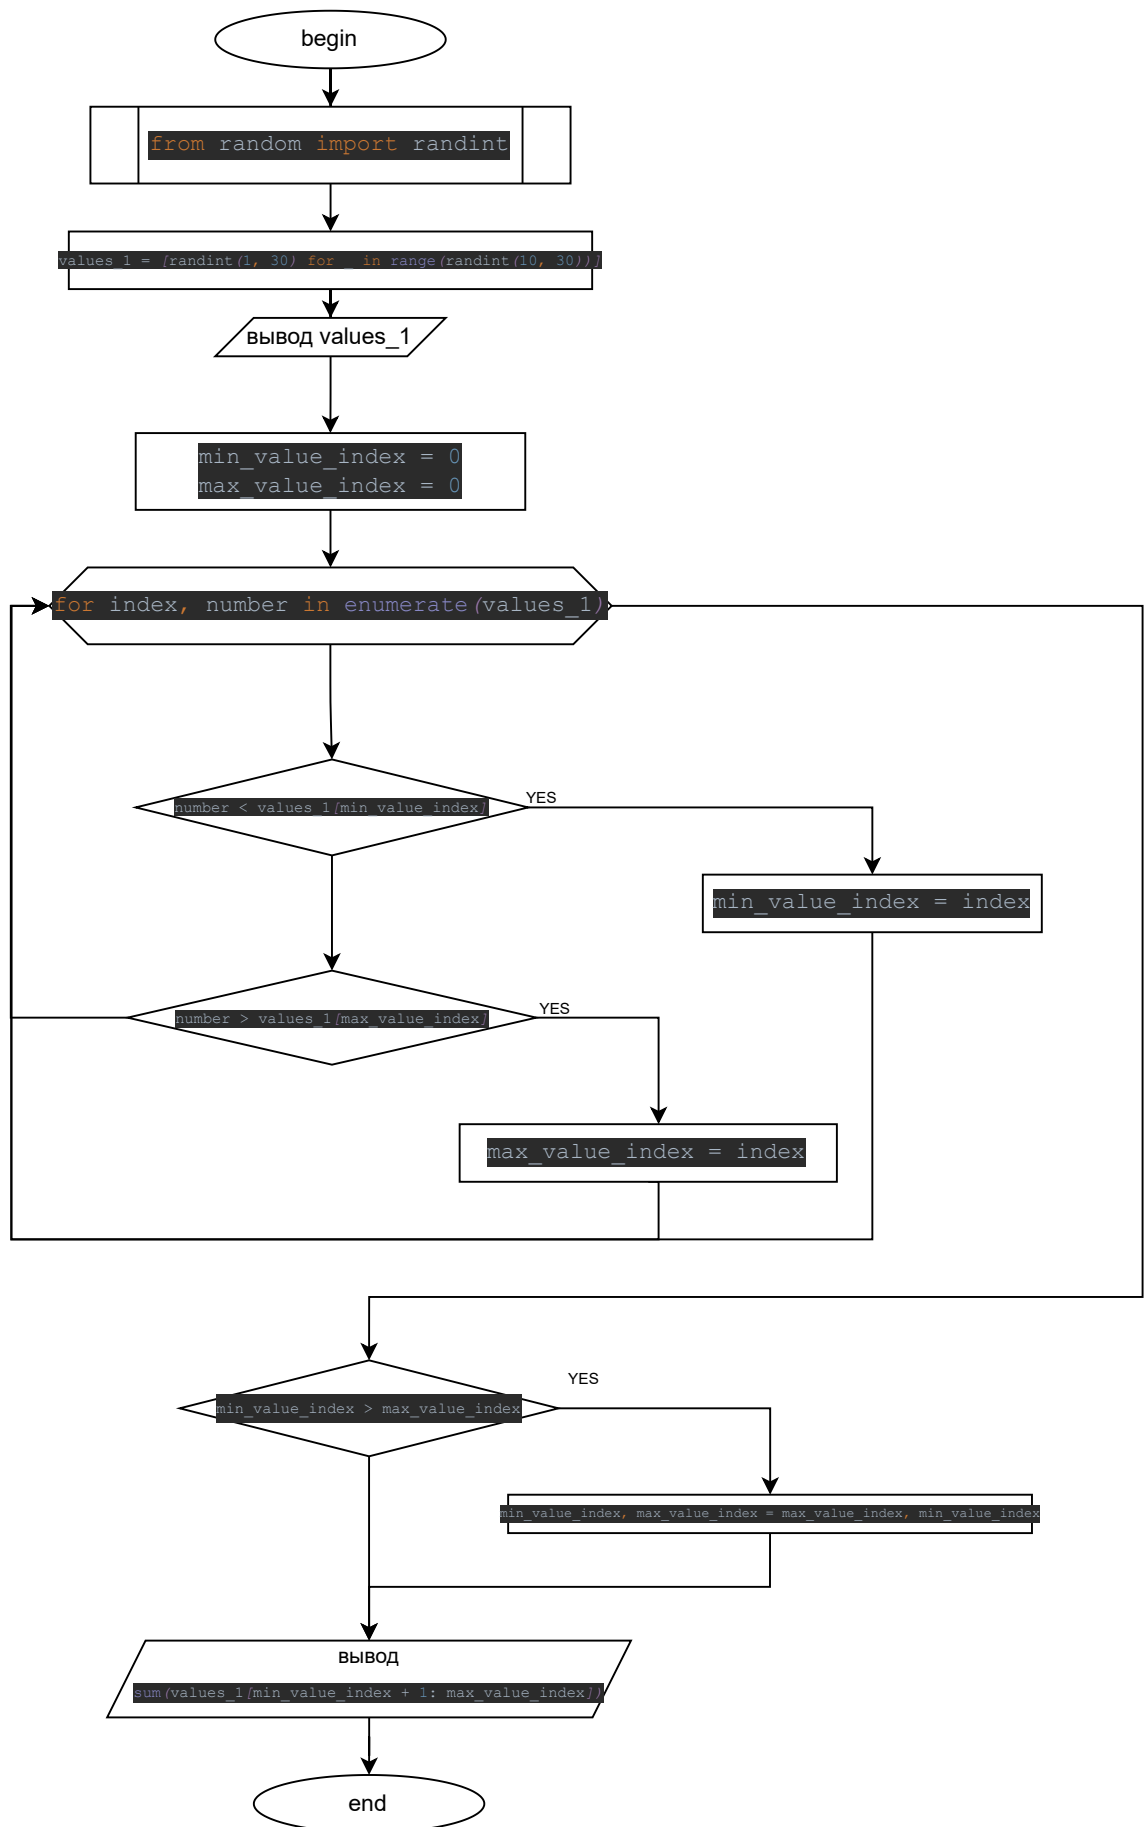 begin
from random import randint
values_1 = [randint(1, 30) for _ in range(randint(10, 30))]
вывод values_1
min_value_index = 0
max_value_index = 0
for index, number in enumerate(values_1)
number < values_1[min_value_index]
YES
min_value_index = index
number > values_1[max_value_index]
YES
max_value_index = index
min_value_index > max_value_index
YES
min_value_index, max_value_index = max_value_index, min_value_index
вывод
sum(values_1[min_value_index + 1: max_value_index])
end